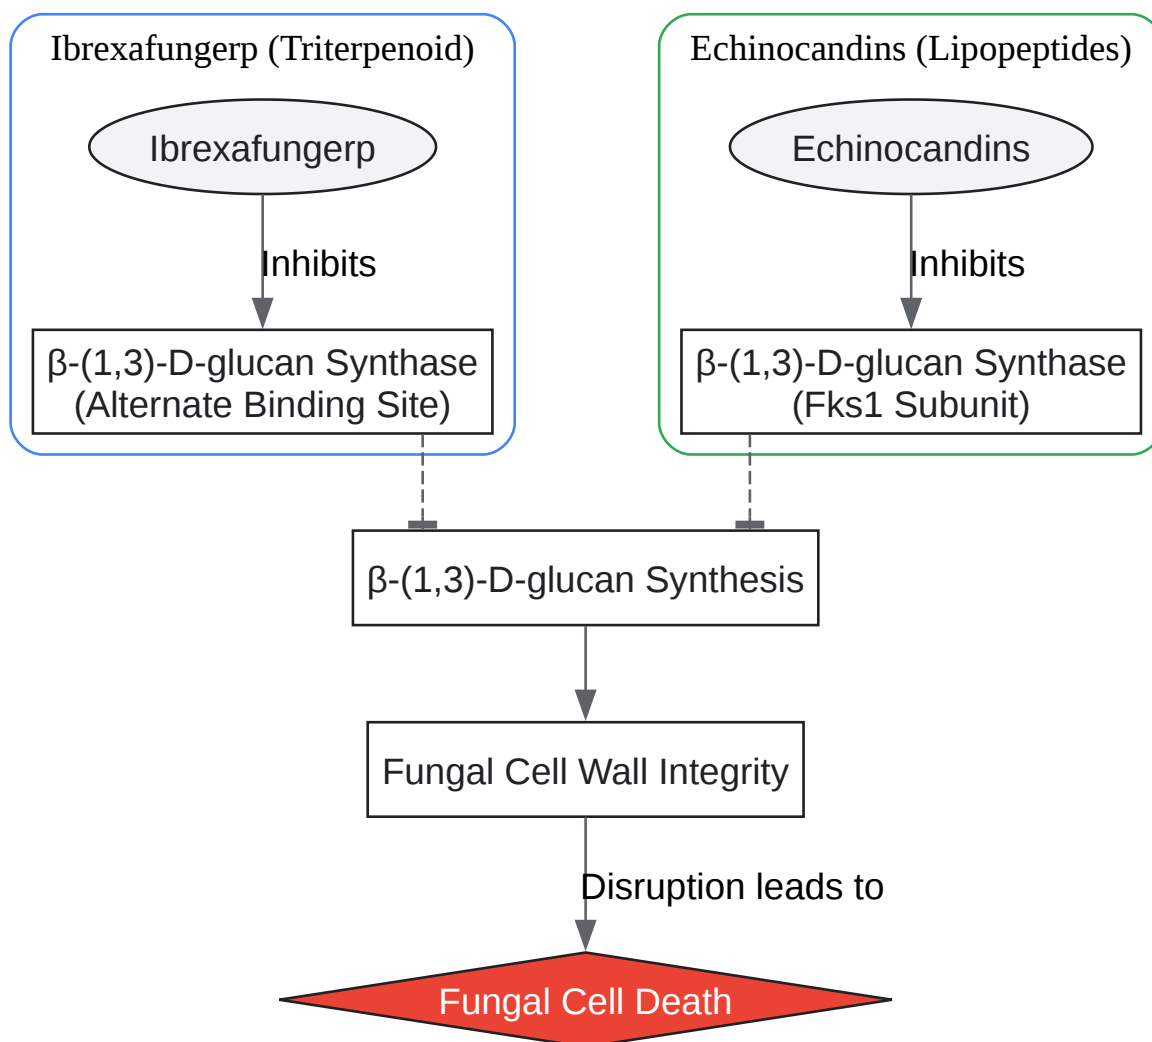 Ibrexafungerp (Triterpenoid)
Ibrexafungerp
Inhibits
β-(1,3)-D-glucan Synthase
(Alternate Binding Site)
Echinocandins (Lipopeptides)
Echinocandins
Inhibits
β-(1,3)-D-glucan Synthase
(Fks1 Subunit)
β-(1,3)-D-glucan Synthesis
Fungal Cell Wall Integrity
Disruption leads to
Fungal Cell Death